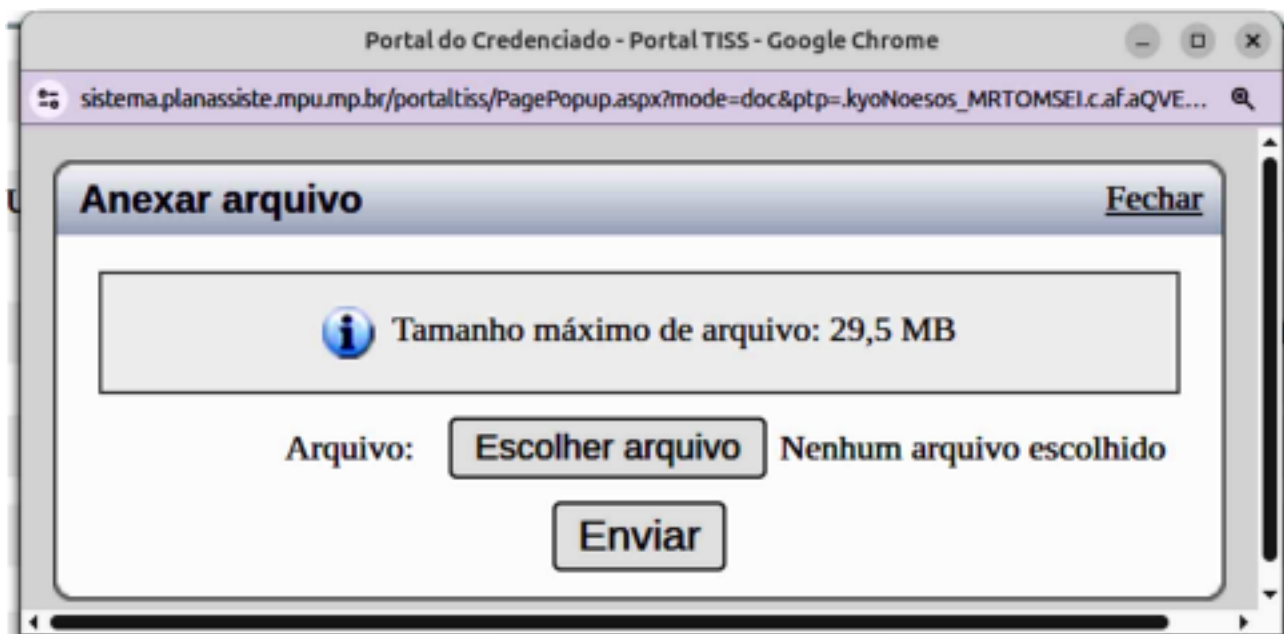 Portal do Credenciado - Portal TISS - Google Chrome
sistema.planassiste.mpu.mp.br/portaltiss/PagePopup.aspx?mode=doc&ptp=.kyoNoesos_MRTOMSEI.c.af.aQVE...
Anexar arquivo Fechar
Tamanho máximo de arquivo: 29,5 MB
Arquivo: Escolher arquivo Nenhum arquivo escolhido
Enviar